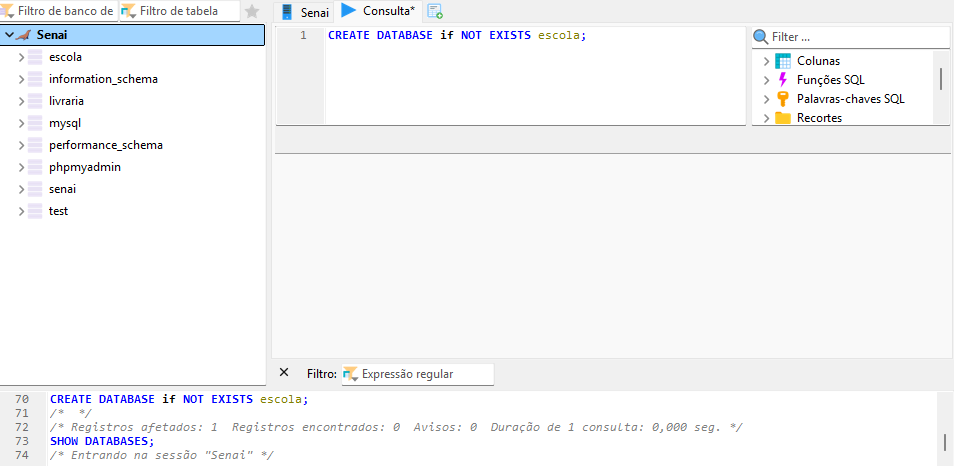 Filtro de banco de
Filtro de tabela
Senai
Consulta*
Senai
escola
information_schema
livraria
mysql
performance_schema
phpmyadmin
senai
test
1 CREATE DATABASE if NOT EXISTS escola;
Filter ...
Colunas
Funções SQL
Palavras-chaves SQL
Recortes
Filtro:
Expressão regular
70 CREATE DATABASE if NOT EXISTS escola;
71 /* */
72 /* Registros afetados: 1 Registros encontrados: 0 Avisos: 0 Duração de 1 consulta: 0,000 seg. */
73 SHOW DATABASES;
74 /* Entrando na sessão "Senai" */